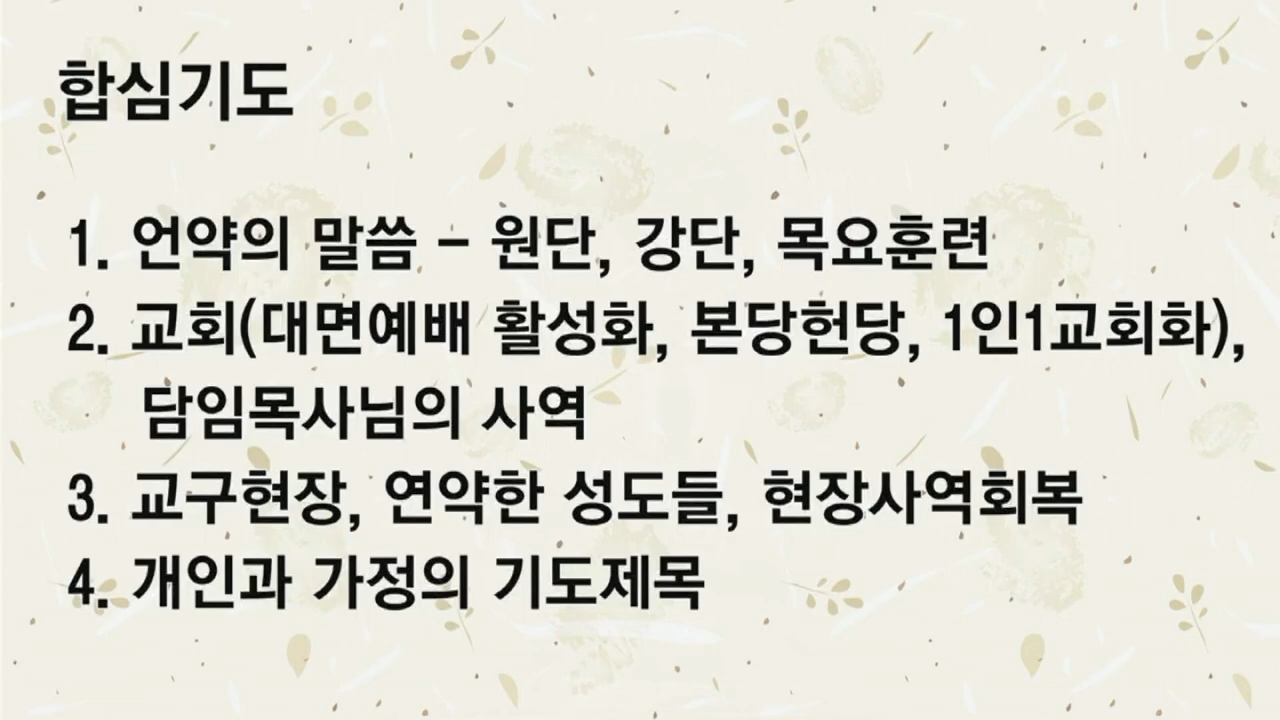 합심기도
1. 언약의 말씀 - 원단, 강단, 목요훈련
2. 교회(대면예배 활성화, 본당헌당, 1인1교회화),
담임목사님의 사역
3. 교구현장, 연약한 성도들, 현장사역회복
4. 개인과 가정의 기도제목